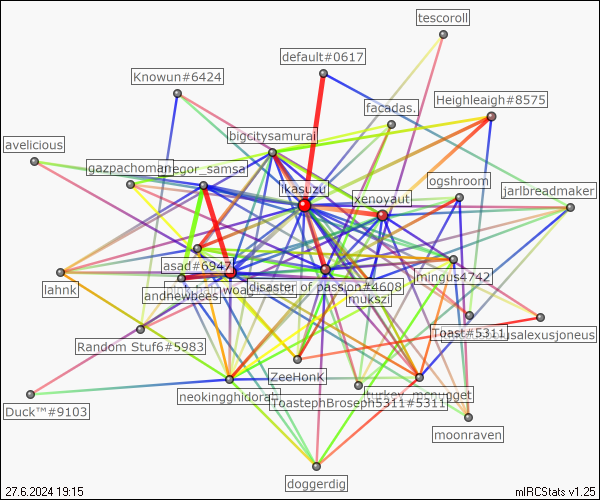 tescoroll
default#0617
Knowun#6424
Heighleaigh#8575
facadas.
bigcitysamurai
avelicious
gazpachoman
egor_samsa
ikasuzu
xenoyaut
ogshroom
jarlbreadmaker
asad#6947
mingus4742
lahnk
andnewbees
disaster of passion#4608
mukszi
Toast#5311
salexusjoneus
Random Stuf6#5983
ZeeHonK
neokingghidorah
turkey_mcnugget
ToastephBroseph5311#5311
Duck™#9103
moonraven
doggerdig
27.6.2024 19:15
mIRCStats v1.25